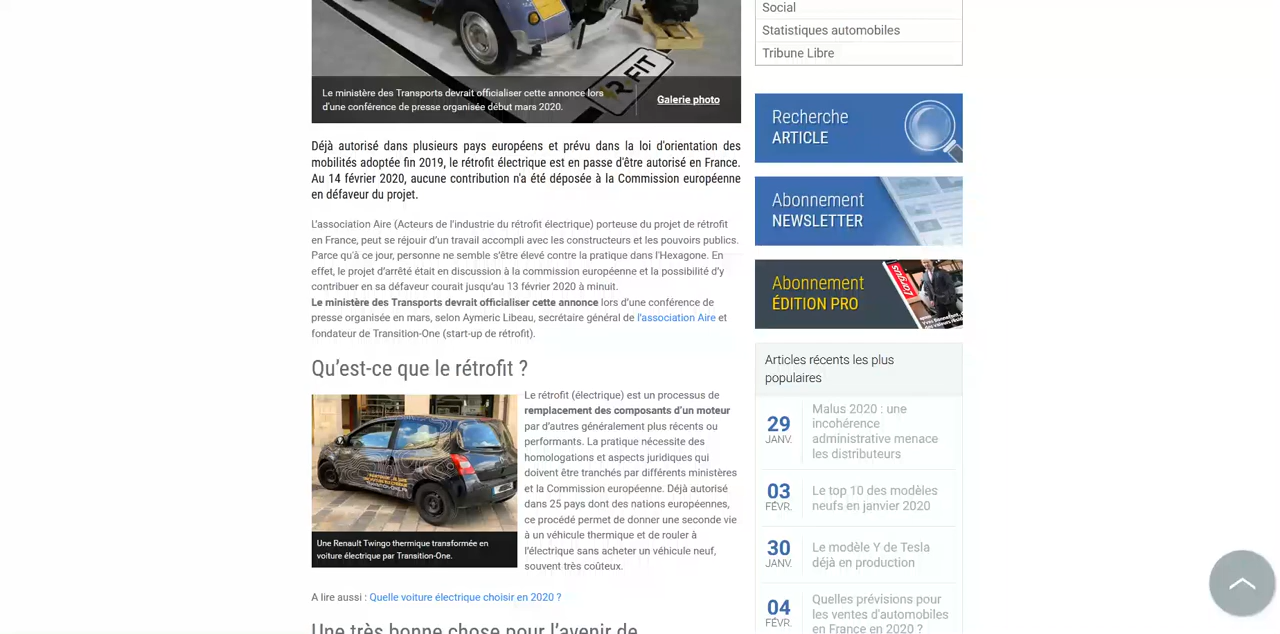 Le ministère des Transports devrait officialiser cette annonce lors
d'une conférence de presse organisée début mars 2020.
Galerie photo
Déjà autorisé dans plusieurs pays européens et prévu dans la loi d'orientation des
mobilités adoptée fin 2019, le rétrofit électrique est en passe d'être autorisé en France.
Au 14 février 2020, aucune contribution n'a été déposée à la Commission européenne
en défaveur du projet.
L'association Aire (Acteurs de l'industrie du rétrofit électrique) porteuse du projet de rétrofit
en France, peut se réjouir d'un travail accompli avec les constructeurs et les pouvoirs publics.
Parce qu'à ce jour, personne ne semble s'être élevé contre la pratique dans l'Hexagone. En
effet, le projet d'arrêté était en discussion à la commission européenne et la possibilité d'y
contribuer en sa défaveur courait jusqu'au 13 février 2020 à minuit.
Le ministère des Transports devrait officialiser cette annonce lors d'une conférence de
presse organisée en mars, selon Aymeric Libeau, secrétaire général de l'association Aire et
fondateur de Transition-One (start-up de rétrofit).
Qu'est-ce que le rétrofit ?
Le rétrofit (électrique) est un processus de
remplacement des composants d'un moteur
par d'autres généralement plus récents ou
performants. La pratique nécessite des
homologations et aspects juridiques qui
doivent être tranchés par différents ministères
et la Commission européenne. Déjà autorisé
dans 25 pays dont des nations européennes,
ce procédé permet de donner une seconde vie
à un véhicule thermique et de rouler à
l'électrique sans acheter un véhicule neuf,
souvent très coûteux.
Une Renault Twingo thermique transformée en
voiture électrique par Transition-One.
A lire aussi : Quelle voiture électrique choisir en 2020 ?
Une très bonne chose pour l'avenir de
Social
Statistiques automobiles
Tribune Libre
Recherche
ARTICLE
Abonnement
NEWSLETTER
Abonnement
ÉDITION PRO
l'argus
Articles récents les plus
populaires
29
JANV.
Malus 2020 : une
incohérence
administrative menace
les distributeurs
03
FÉVR.
Le top 10 des modèles
neufs en janvier 2020
30
JANV.
Le modèle Y de Tesla
déjà en production
04
FÉVR.
Quelles prévisions pour
les ventes d'automobiles
en France en 2020 ?